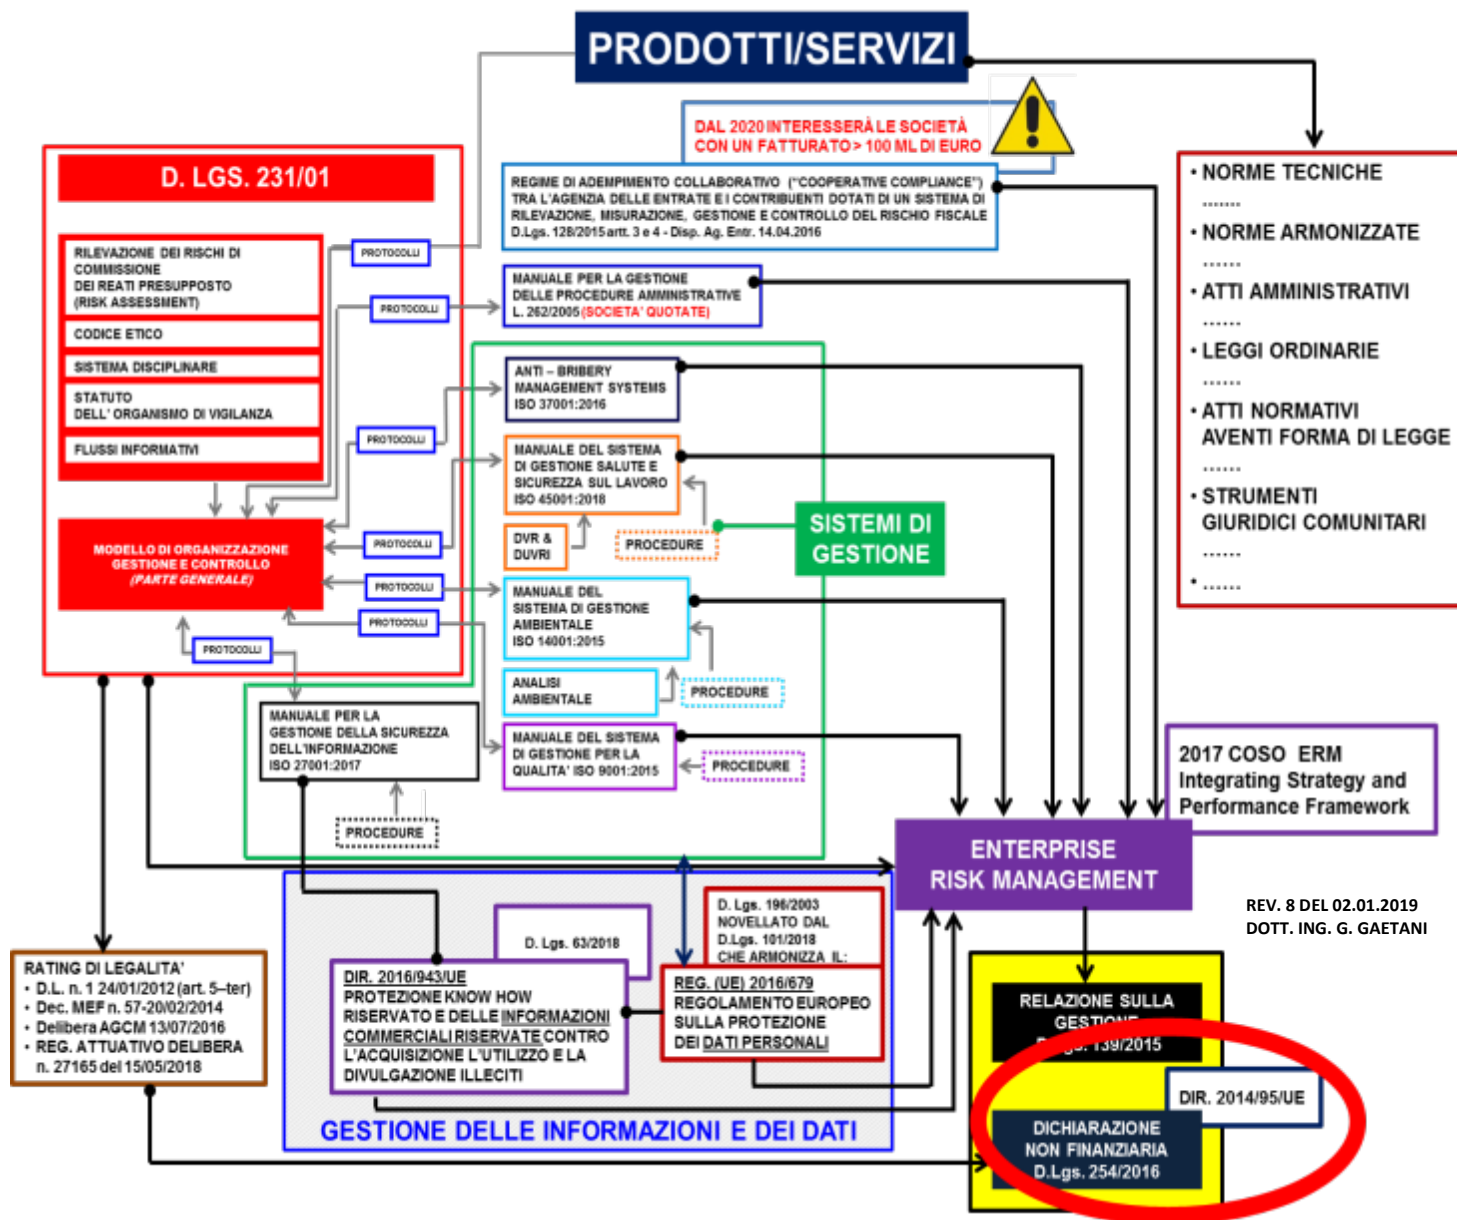 PRODOTTI/SERVIZI
DAL 2020 INTERESSERÀ LE SOCIETÀ
CON UN FATTURATO > 100 ML DI EURO
D. LGS. 231/01
REGIME DI ADEMPIMENTO COLLABORATIVO ("COOPERATIVE COMPLIANCE")
TRA L'AGENZIA DELLE ENTRATE E I CONTRIBUENTI DOTATI DI UN SISTEMA DI
RILEVAZIONE, MISURAZIONE, GESTIONE E CONTROLLO DEL RISCHIO FISCALE
D.Lgs. 128/2015 artt. 3 e 4 - Disp. Ag. Entr. 14.04.2016
• NORME TECNICHE
.......
• NORME ARMONIZZATE
......
• ATTI AMMINISTRATIVI
......
• LEGGI ORDINARIE
......
• ATTI NORMATIVI
AVENTI FORMA DI LEGGE
......
• STRUMENTI
GIURIDICI COMUNITARI
......
• ......
RILEVAZIONE DEI RISCHI DI
COMMISSIONE
DEI REATI PRESUPPOSTO
(RISK ASSESSMENT)
CODICE ETICO
SISTEMA DISCIPLINARE
STATUTO
DELL' ORGANISMO DI VIGILANZA
FLUSSI INFORMATIVI
PROTOCOLLI
PROTOCOLLI
MANUALE PER LA GESTIONE
DELLE PROCEDURE AMMINISTRATIVE
L. 262/2005 (SOCIETA' QUOTATE)
ANTI – BRIBERY
MANAGEMENT SYSTEMS
ISO 37001:2016
PROTOCOLLI
MANUALE DEL SISTEMA
DI GESTIONE SALUTE E
SICUREZZA SUL LAVORO
ISO 45001:2018
SISTEMI DI
GESTIONE
DVR &
DUVRI
PROCEDURE
MODELLO DI ORGANIZZAZIONE
GESTIONE E CONTROLLO
(PARTE GENERALE)
PROTOCOLLI
PROTOCOLLI
PROTOCOLLI
PROTOCOLLI
MANUALE DEL
SISTEMA DI GESTIONE
AMBIENTALE
ISO 14001:2015
ANALISI
AMBIENTALE
PROCEDURE
MANUALE PER LA
GESTIONE DELLA SICUREZZA
DELL'INFORMAZIONE
ISO 27001:2017
PROCEDURE
MANUALE DEL SISTEMA
DI GESTIONE PER LA
QUALITA' ISO 9001:2015
PROCEDURE
2017 COSO ERM
Integrating Strategy and
Performance Framework
ENTERPRISE
RISK MANAGEMENT
REV. 8 DEL 02.01.2019
DOTT. ING. G. GAETANI
D. Lgs. 63/2018
D. Lgs. 196/2003
NOVELLATO DAL
D.Lgs. 101/2018
CHE ARMONIZZA IL:
DIR. 2016/943/UE
PROTEZIONE KNOW HOW
RISERVATO E DELLE INFORMAZIONI
COMMERCIALI RISERVATE CONTRO
L'ACQUISIZIONE L'UTILIZZO E LA
DIVULGAZIONE ILLECITI
REG. (UE) 2016/679
REGOLAMENTO EUROPEO
SULLA PROTEZIONE
DEI DATI PERSONALI
GESTIONE DELLE INFORMAZIONI E DEI DATI
RATING DI LEGALITA'
• D.L. n. 1 24/01/2012 (art. 5–ter)
• Dec. MEF n. 57-20/02/2014
• Delibera AGCM 13/07/2016
• REG. ATTUATIVO DELIBERA
n. 27165 del 15/05/2018
RELAZIONE SULLA
GESTIONE
D.Lgs. 139/2015
DIR. 2014/95/UE
DICHIARAZIONE
NON FINANZIARIA
D.Lgs. 254/2016